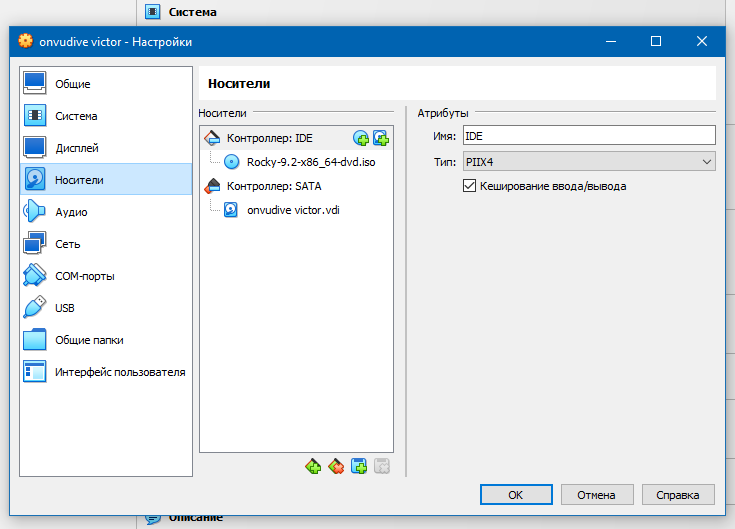 Система
onvudive victor - Настройки
Общие
Система
Дисплей
Носители
Аудио
Сеть
COM-порты
USB
Общие папки
Интерфейс пользователя
Носители
Носители
Контроллер: IDE
Rocky-9.2-x86_64-dvd.iso
Контроллер: SATA
onvudive victor.vdi
Атрибуты
Имя: IDE
Тип: PIIX4
Кеширование ввода/вывода
OK
Отмена
Справка
Описание